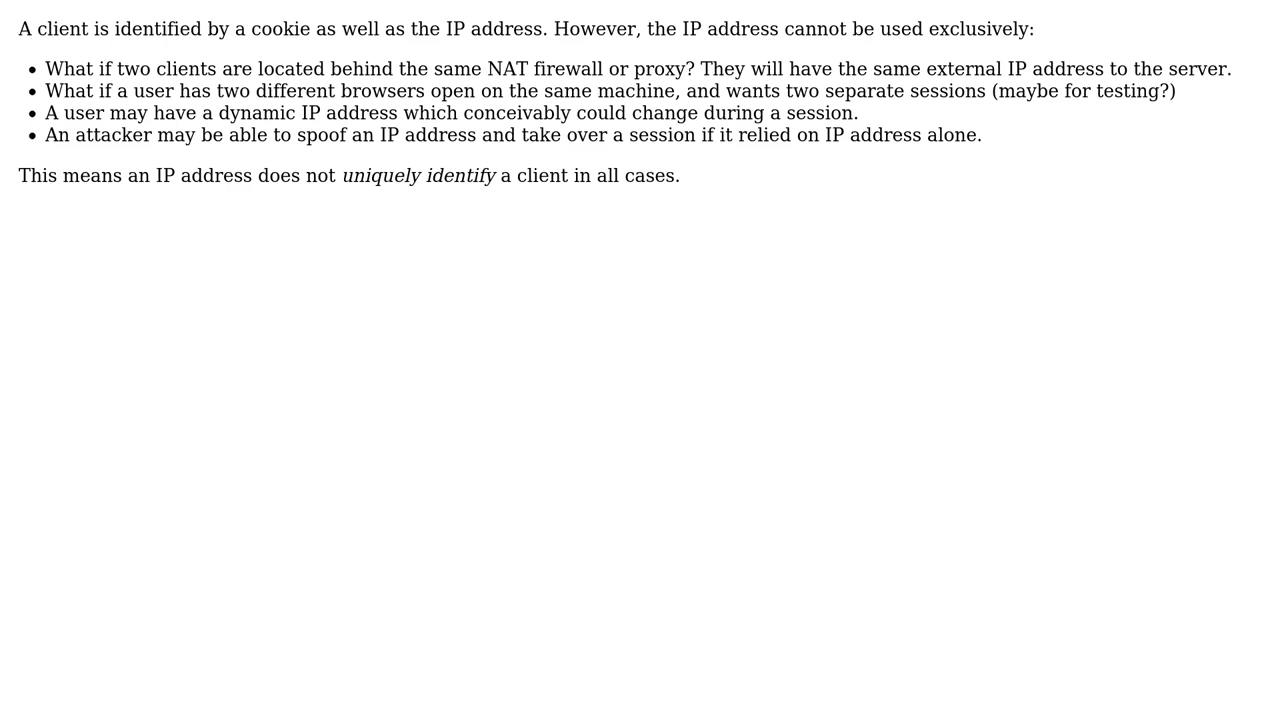 A client is identified by a cookie as well as the IP address. However, the IP address cannot be used exclusively:
• What if two clients are located behind the same NAT firewall or proxy? They will have the same external IP address to the server.
• What if a user has two different browsers open on the same machine, and wants two separate sessions (maybe for testing?)
• A user may have a dynamic IP address which conceivably could change during a session.
• An attacker may be able to spoof an IP address and take over a session if it relied on IP address alone.
This means an IP address does not uniquely identify a client in all cases.